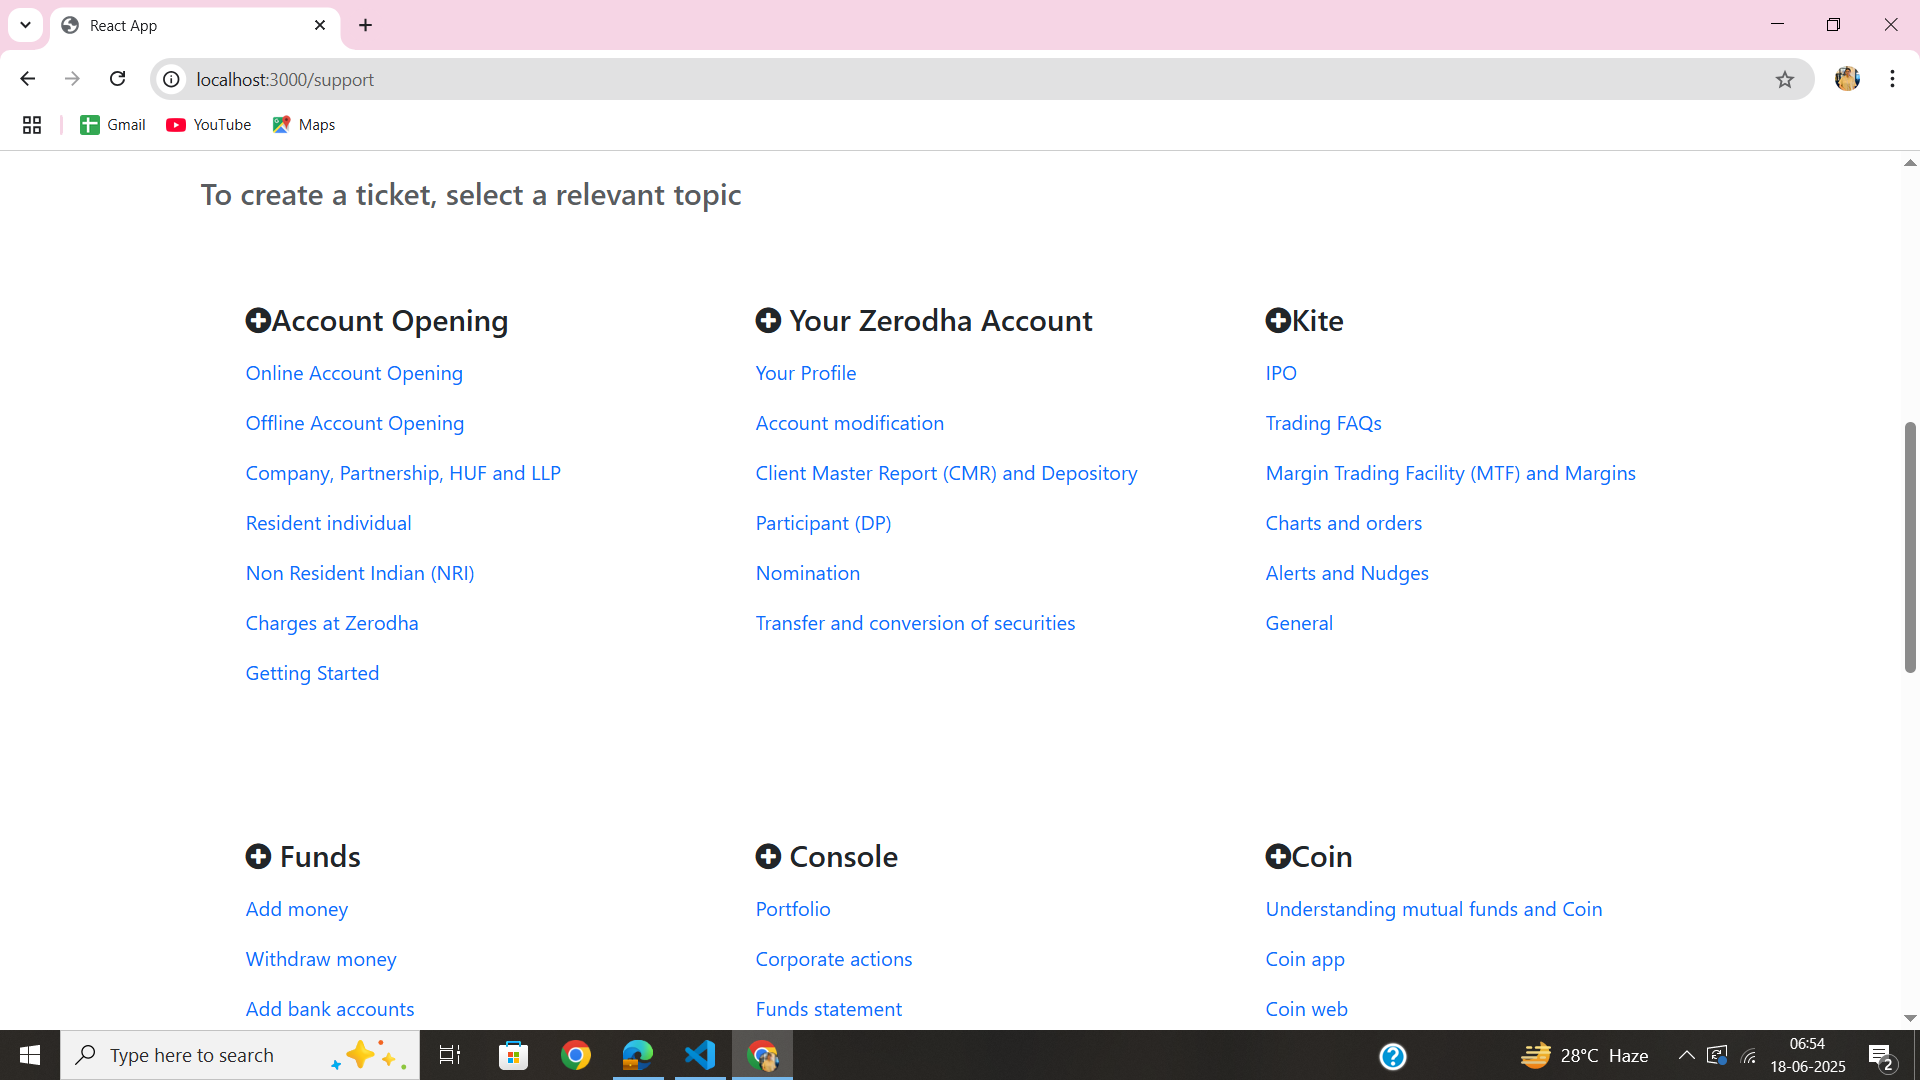 React App
localhost:3000/support
Gmail
YouTube
Maps
To create a ticket, select a relevant topic
Account Opening
Online Account Opening
Offline Account Opening
Company, Partnership, HUF and LLP
Resident individual
Non Resident Indian (NRI)
Charges at Zerodha
Getting Started
Your Zerodha Account
Your Profile
Account modification
Client Master Report (CMR) and Depository
Participant (DP)
Nomination
Transfer and conversion of securities
Kite
IPO
Trading FAQs
Margin Trading Facility (MTF) and Margins
Charts and orders
Alerts and Nudges
General
Funds
Add money
Withdraw money
Add bank accounts
Console
Portfolio
Corporate actions
Funds statement
Coin
Understanding mutual funds and Coin
Coin app
Coin web
Type here to search
28°C Haze
06:54
18-06-2025
2